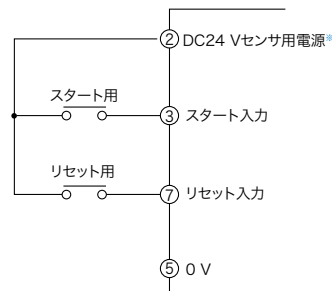 ② DC24 Vセンサ用電源※
スタート用
③ スタート入力
リセット用
⑦ リセット入力
⑤ 0 V